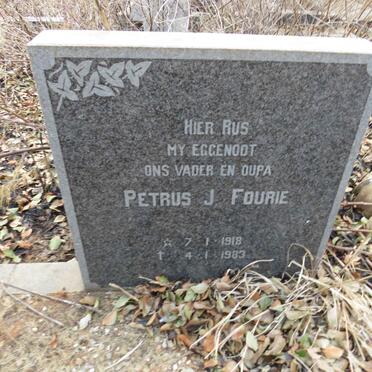 HIER RUS
MY EGGENOOT
ONS VADER EN OUPA
PETRUS J FOURIE
☆ 7-1-1918
† 4-1-1983